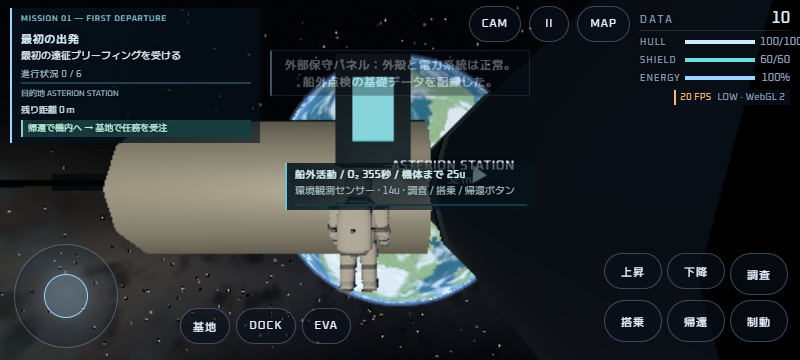 MISSION 01 — FIRST DEPARTURE
最初の出発
最初の遠征ブリーフィングを受ける
進行状況 0 / 6
目的地 ASTERION STATION
残り距離 0 m
帰還で機内へ → 基地で任務を受注
CAM
II
MAP
DATA 10
HULL 100/100
SHIELD 60/60
ENERGY 100%
20 FPS LOW · WebGL 2
外部保守パネル：外殻と電力系統は正常。
船外点検の基礎データを記録した。
ASTERION STATION
船外活動 / O₂ 355秒 / 機体まで 25u
環境観測センサー · 14u · 調査 / 搭乗 / 帰還ボタン
上昇
下降
調査
搭乗
帰還
制動
基地
DOCK
EVA